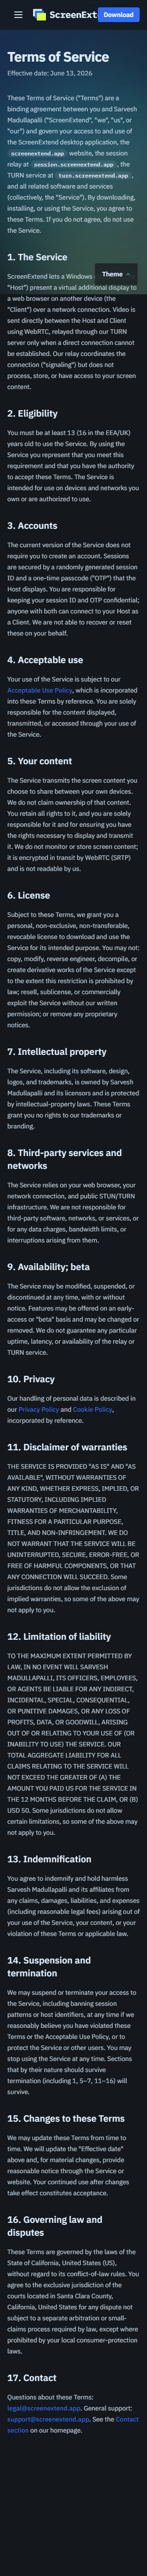 ScreenExt
Download
Terms of Service
Effective date: June 13, 2026
These Terms of Service ("Terms") are a
binding agreement between you and Sarvesh
Madullapalli ("ScreenExtend", "we", "us", or
"our") and govern your access to and use of
the ScreenExtend desktop application, the
screenextend.app website, the session
relay at session.screenextend.app, the
TURN server at turn.screenextend.app,
and all related software and services
(collectively, the "Service"). By downloading,
installing, or using the Service, you agree to
these Terms. If you do not agree, do not use
the Service.
1. The Service
ScreenExtend lets a Windows
Theme
Host") present a virtual additional display to
a web browser on another device (the
"Client") over a network connection. Video is
sent directly between the Host and Client
using WebRTC, relayed through our TURN
server only when a direct connection cannot
be established. Our relay coordinates the
connection ("signaling") but does not
process, store, or have access to your screen
content.
2. Eligibility
You must be at least 13 (16 in the EEA/UK)
years old to use the Service. By using the
Service you represent that you meet this
requirement and that you have the authority
to accept these Terms. The Service is
intended for use on devices and networks you
own or are authorized to use.
3. Accounts
The current version of the Service does not
require you to create an account. Sessions
are secured by a randomly generated session
ID and a one-time passcode ("OTP") that the
Host displays. You are responsible for
keeping your session ID and OTP confidential;
anyone with both can connect to your Host as
a Client. We are not able to recover or reset
these on your behalf.
4. Acceptable use
Your use of the Service is subject to our
Acceptable Use Policy, which is incorporated
into these Terms by reference. You are solely
responsible for the content displayed,
transmitted, or accessed through your use of
the Service.
5. Your content
The Service transmits the screen content you
choose to share between your own devices.
We do not claim ownership of that content.
You retain all rights to it, and you are solely
responsible for it and for ensuring you have
the rights necessary to display and transmit
it. We do not monitor or store screen content;
it is encrypted in transit by WebRTC (SRTP)
and is not readable by us.
6. License
Subject to these Terms, we grant you a
personal, non-exclusive, non-transferable,
revocable license to download and use the
Service for its intended purpose. You may not:
copy, modify, reverse engineer, decompile, or
create derivative works of the Service except
to the extent this restriction is prohibited by
law; resell, sublicense, or commercially
exploit the Service without our written
permission; or remove any proprietary
notices.
7. Intellectual property
The Service, including its software, design,
logos, and trademarks, is owned by Sarvesh
Madullapalli and its licensors and is protected
by intellectual-property laws. These Terms
grant you no rights to our trademarks or
branding.
8. Third-party services and
networks
The Service relies on your web browser, your
network connection, and public STUN/TURN
infrastructure. We are not responsible for
third-party software, networks, or services, or
for any data charges, bandwidth limits, or
interruptions arising from them.
9. Availability; beta
The Service may be modified, suspended, or
discontinued at any time, with or without
notice. Features may be offered on an early-
access or "beta" basis and may be changed or
removed. We do not guarantee any particular
uptime, latency, or availability of the relay or
TURN service.
10. Privacy
Our handling of personal data is described in
our Privacy Policy and Cookie Policy,
incorporated by reference.
11. Disclaimer of warranties
THE SERVICE IS PROVIDED "AS IS" AND "AS
AVAILABLE", WITHOUT WARRANTIES OF
ANY KIND, WHETHER EXPRESS, IMPLIED, OR
STATUTORY, INCLUDING IMPLIED
WARRANTIES OF MERCHANTABILITY,
FITNESS FOR A PARTICULAR PURPOSE,
TITLE, AND NON-INFRINGEMENT. WE DO
NOT WARRANT THAT THE SERVICE WILL BE
UNINTERRUPTED, SECURE, ERROR-FREE, OR
FREE OF HARMFUL COMPONENTS, OR THAT
ANY CONNECTION WILL SUCCEED. Some
jurisdictions do not allow the exclusion of
implied warranties, so some of the above may
not apply to you.
12. Limitation of liability
TO THE MAXIMUM EXTENT PERMITTED BY
LAW, IN NO EVENT WILL SARVESH
MADULLAPALLI, ITS OFFICERS, EMPLOYEES,
OR AGENTS BE LIABLE FOR ANY INDIRECT,
INCIDENTAL, SPECIAL, CONSEQUENTIAL,
OR PUNITIVE DAMAGES, OR ANY LOSS OF
PROFITS, DATA, OR GOODWILL, ARISING
OUT OF OR RELATING TO YOUR USE OF (OR
INABILITY TO USE) THE SERVICE. OUR
TOTAL AGGREGATE LIABILITY FOR ALL
CLAIMS RELATING TO THE SERVICE WILL
NOT EXCEED THE GREATER OF (A) THE
AMOUNT YOU PAID US FOR THE SERVICE IN
THE 12 MONTHS BEFORE THE CLAIM, OR (B)
USD 50. Some jurisdictions do not allow
certain limitations, so some of the above may
not apply to you.
13. Indemnification
You agree to indemnify and hold harmless
Sarvesh Madullapalli and its affiliates from
any claims, damages, liabilities, and expenses
(including reasonable legal fees) arising out of
your use of the Service, your content, or your
violation of these Terms or applicable law.
14. Suspension and
termination
We may suspend or terminate your access to
the Service, including banning session
patterns or host identifiers, at any time if we
reasonably believe you have violated these
Terms or the Acceptable Use Policy, or to
protect the Service or other users. You may
stop using the Service at any time. Sections
that by their nature should survive
termination (including 1, 5–7, 11–16) will
survive.
15. Changes to these Terms
We may update these Terms from time to
time. We will update the "Effective date"
above and, for material changes, provide
reasonable notice through the Service or
website. Your continued use after changes
take effect constitutes acceptance.
16. Governing law and
disputes
These Terms are governed by the laws of the
State of California, United States (US),
without regard to its conflict-of-law rules. You
agree to the exclusive jurisdiction of the
courts located in Santa Clara County,
California, United States for any dispute not
subject to a separate arbitration or small-
claims process required by law, except where
prohibited by your local consumer-protection
laws.
17. Contact
Questions about these Terms:
legal@screenextend.app. General support:
support@screenextend.app. See the Contact
section on our homepage.